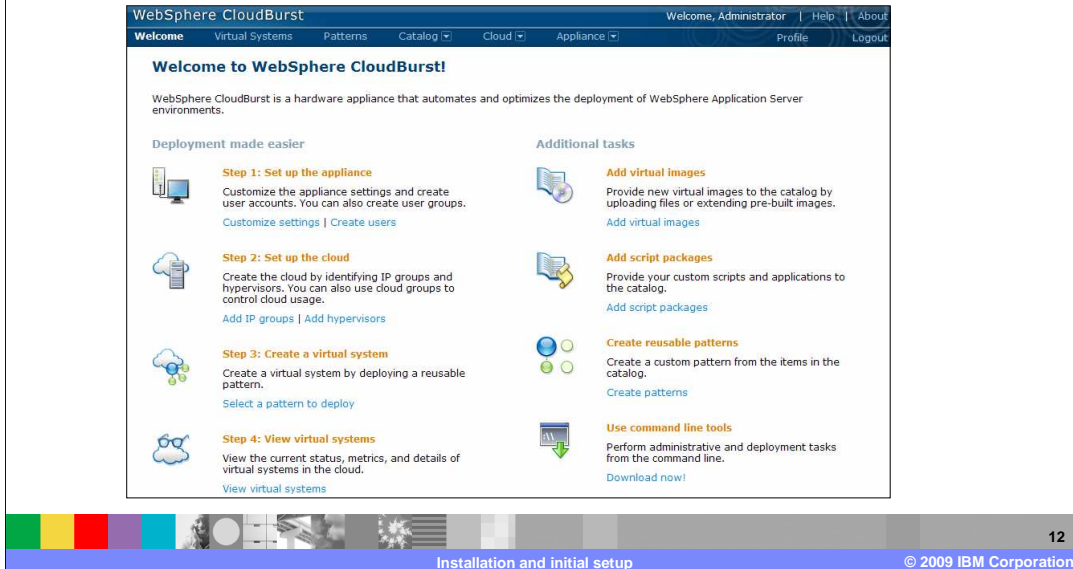 WebSphere CloudBurst
Welcome, Administrator | Help | About
Welcome Virtual Systems Patterns Catalog Cloud Appliance Profile Logout
Welcome to WebSphere CloudBurst!
WebSphere CloudBurst is a hardware appliance that automates and optimizes the deployment of WebSphere Application Server
environments.
Deployment made easier
Step 1: Set up the appliance
Customize the appliance settings and create
user accounts. You can also create user groups.
Customize settings | Create users
Step 2: Set up the cloud
Create the cloud by identifying IP groups and
hypervisors. You can also use cloud groups to
control cloud usage.
Add IP groups | Add hypervisors
Step 3: Create a virtual system
Create a virtual system by deploying a reusable
pattern.
Select a pattern to deploy
Step 4: View virtual systems
View the current status, metrics, and details of
virtual systems in the cloud.
View virtual systems
Additional tasks
Add virtual images
Provide new virtual images to the catalog by
uploading files or extending pre-built images.
Add virtual images
Add script packages
Provide your custom scripts and applications to
the catalog.
Add script packages
Create reusable patterns
Create a custom pattern from the items in the
catalog.
Create patterns
Use command line tools
Perform administrative and deployment tasks
from the command line.
Download now!
12
Installation and initial setup
© 2009 IBM Corporation